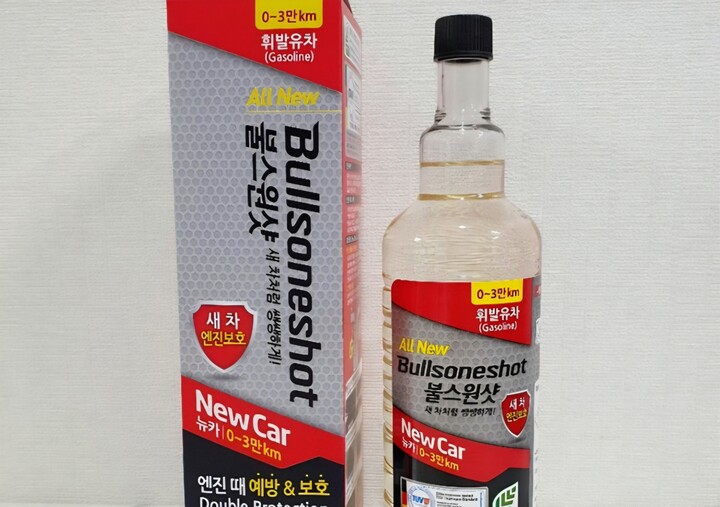 0~3만km
휘발유차
(Gasoline)
All New
Bullsoneshot
불스원샷
새 차처럼 쌩쌩하게!
새 차
엔진보호
New Car
뉴카 | 0~3만km
엔진 때 예방 & 보호
Double Protection
0~3만km
휘발유차
(Gasoline)
All New
Bullsoneshot
불스원샷
새 차처럼 쌩쌩하게!
새 차
엔진보호
New Car
뉴카 | 0~3만km
TÜV